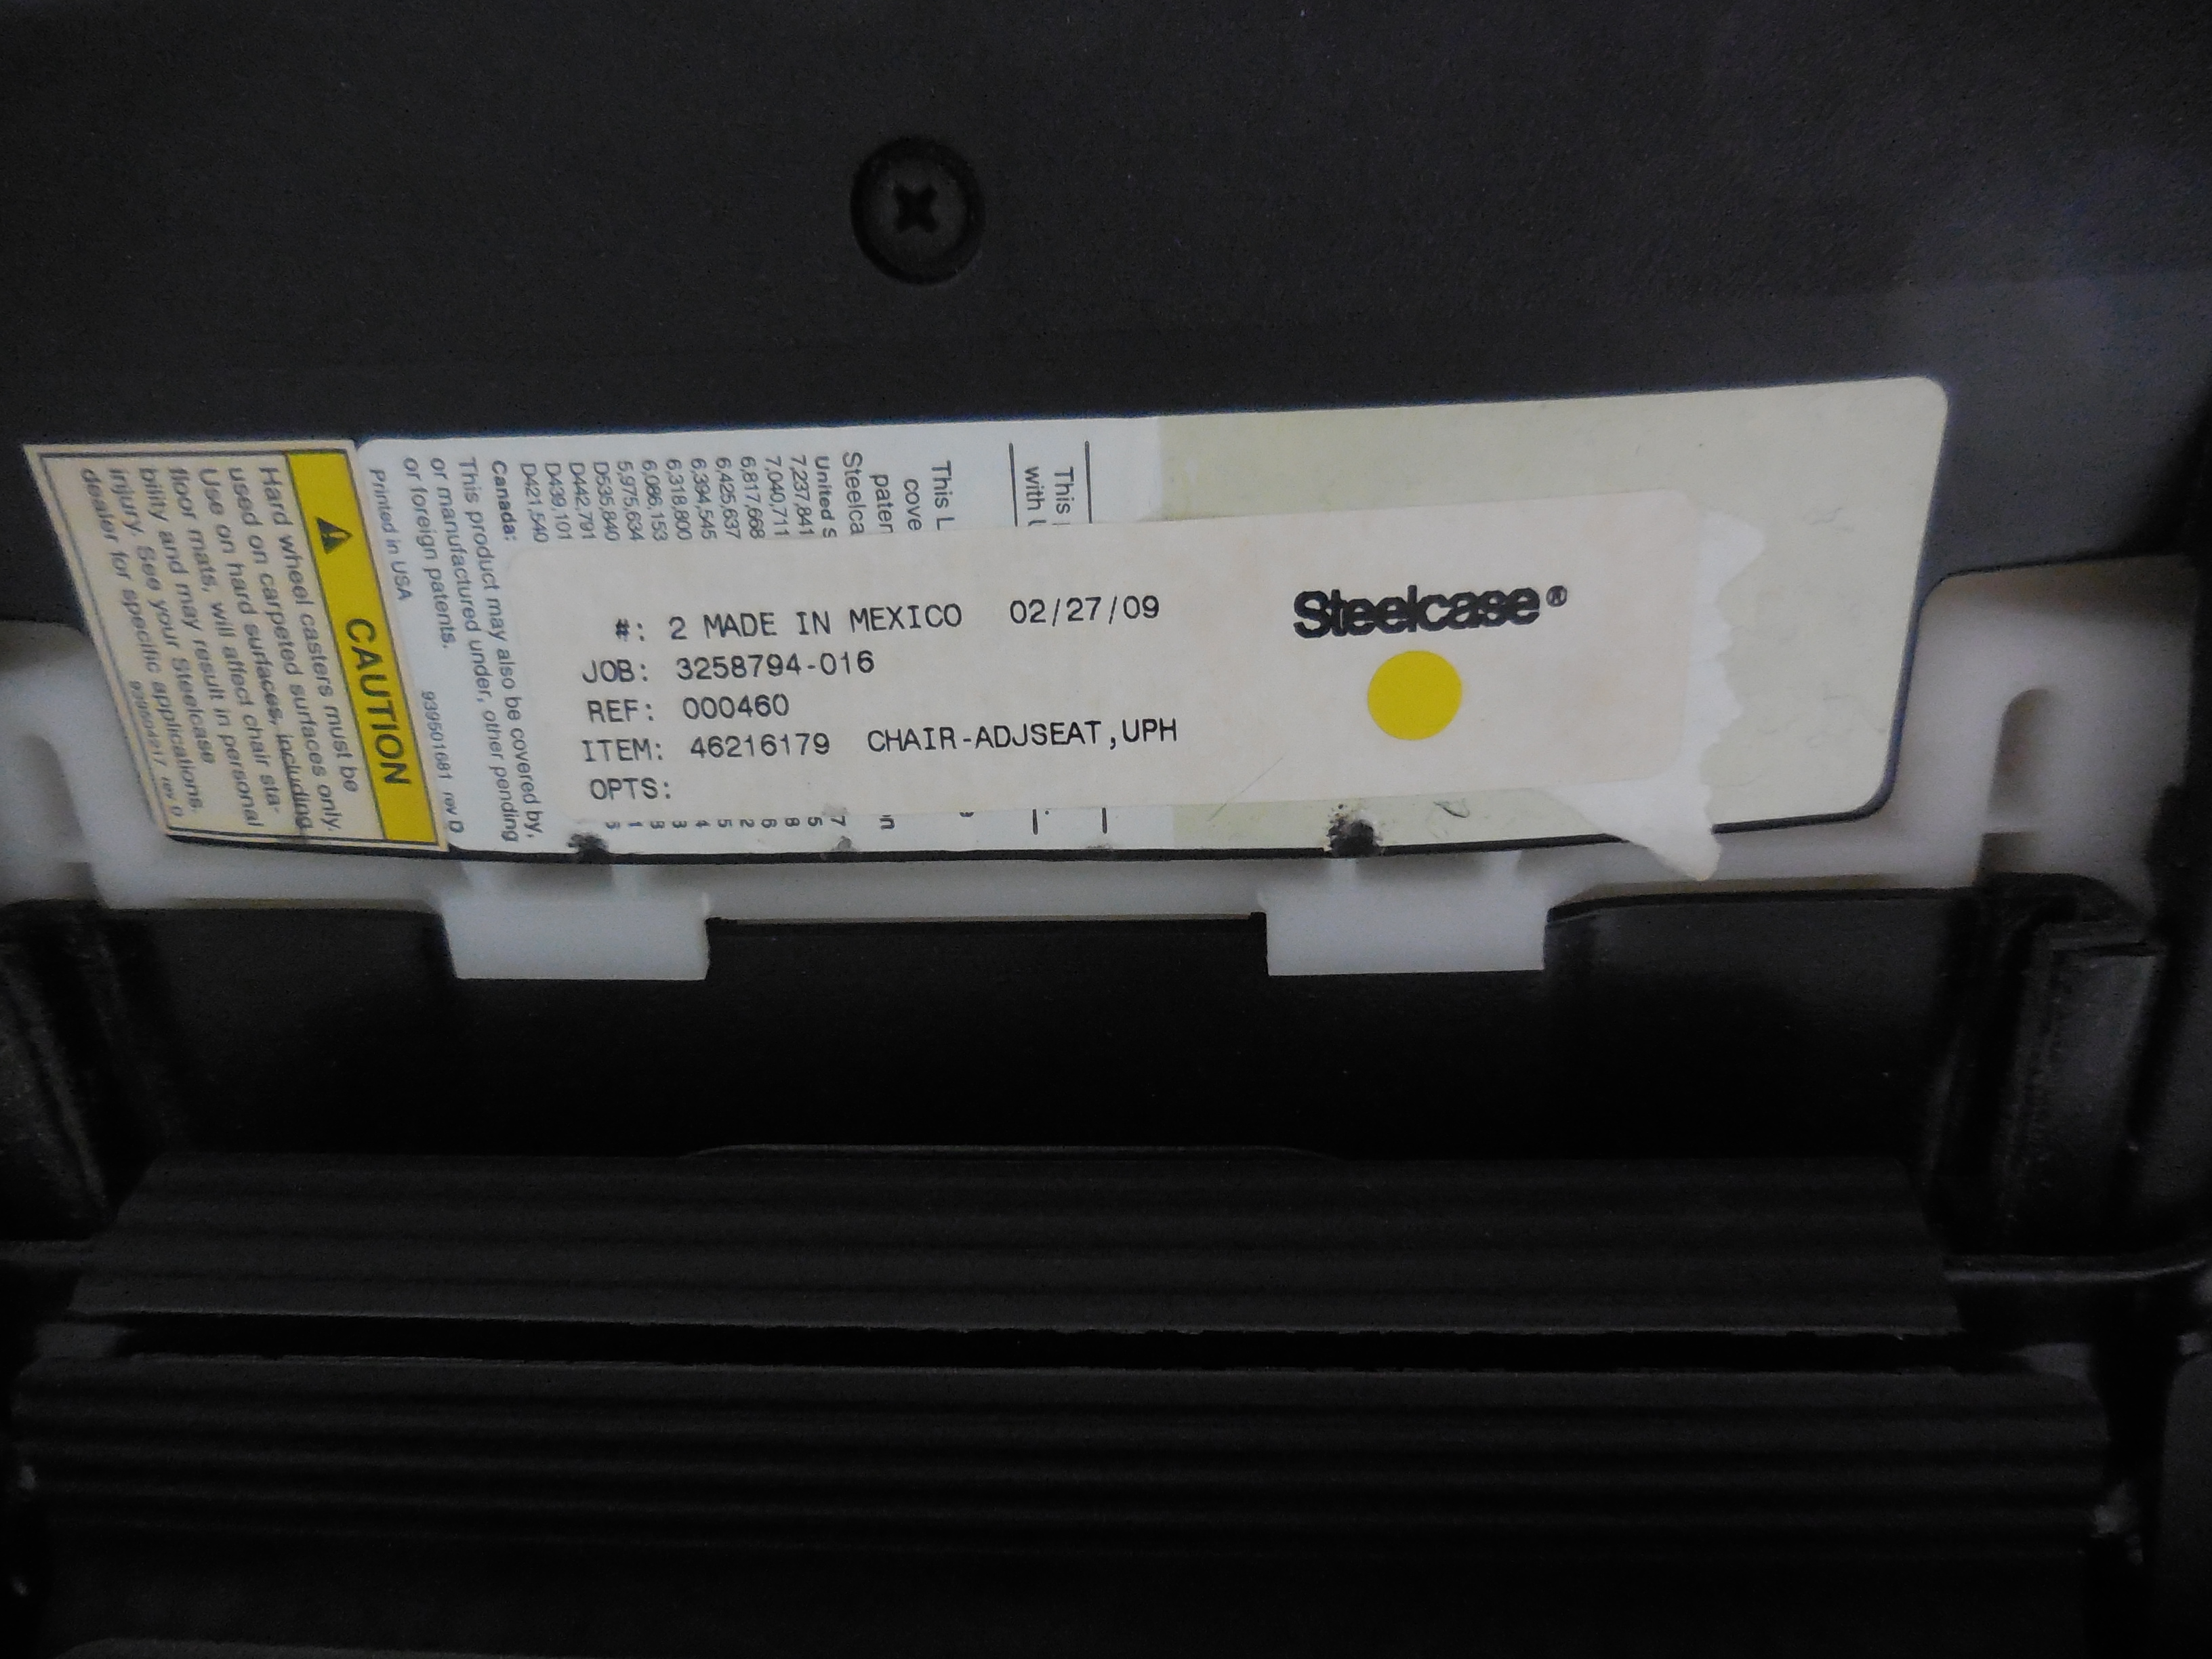 Steelcase®
#: 2 MADE IN MEXICO 02/27/09
JOB: 3258794-016
REF: 000460
ITEM: 46216179 CHAIR-ADJSEAT,UPH
OPTS:
This
with
This L
cove
paten
Steelca
United S
7,237,841
7,040,711
6,817,668
6,425,637
6,394,545
6,318,800
6,086,153
5,975,634
D535,840
D442,791
D439,101
D421,540
Canada:
This product may also be covered by,
or manufactured under, other pending
or foreign patents.
Printed in USA 939501681 rev D
CAUTION
Hard wheel casters must be
used on carpeted surfaces only.
Use on hard surfaces, including
floor mats, will affect chair sta-
bility and may result in personal
injury. See your Steelcase
dealer for specific applications.
939504217 rev D